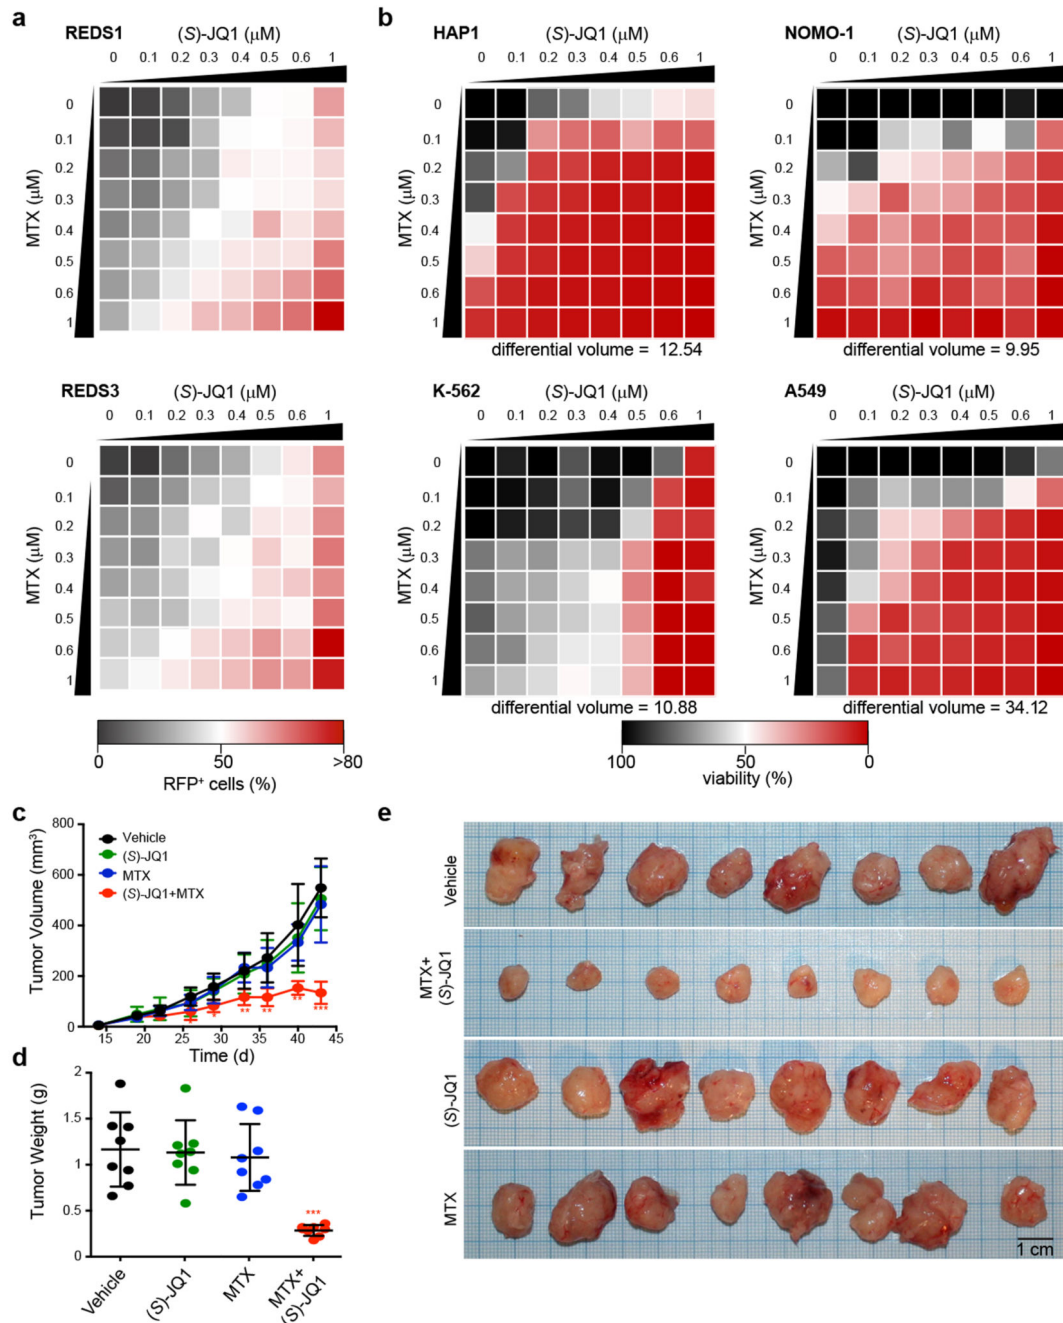 a
REDS1
(S)-JQ1 (μM)
0 0.1 0.2 0.3 0.4 0.5 0.6 1
MTX (μM)
0
0.1
0.2
0.3
0.4
0.5
0.6
1
REDS3
(S)-JQ1 (μM)
0 0.1 0.2 0.3 0.4 0.5 0.6 1
MTX (μM)
0
0.1
0.2
0.3
0.4
0.5
0.6
1
0 50 >80
RFP⁺ cells (%)
b
HAP1
(S)-JQ1 (μM)
0 0.1 0.2 0.3 0.4 0.5 0.6 1
MTX (μM)
0
0.1
0.2
0.3
0.4
0.5
0.6
1
differential volume = 12.54
NOMO-1
(S)-JQ1 (μM)
0 0.1 0.2 0.3 0.4 0.5 0.6 1
MTX (μM)
0
0.1
0.2
0.3
0.4
0.5
0.6
1
differential volume = 9.95
K-562
(S)-JQ1 (μM)
0 0.1 0.2 0.3 0.4 0.5 0.6 1
MTX (μM)
0
0.1
0.2
0.3
0.4
0.5
0.6
1
differential volume = 10.88
A549
(S)-JQ1 (μM)
0 0.1 0.2 0.3 0.4 0.5 0.6 1
MTX (μM)
0
0.1
0.2
0.3
0.4
0.5
0.6
1
differential volume = 34.12
100 50 0
viability (%)
c
Tumor Volume (mm³)
800
600
400
200
0
Vehicle
(S)-JQ1
MTX
(S)-JQ1+MTX
** ** ** ***
15 20 25 30 35 40 45
Time (d)
d
Tumor Weight (g)
2
1.5
1
0.5
0
***
Vehicle
(S)-JQ1
MTX
MTX+
(S)-JQ1
e
Vehicle
MTX+
(S)-JQ1
(S)-JQ1
MTX
1 cm